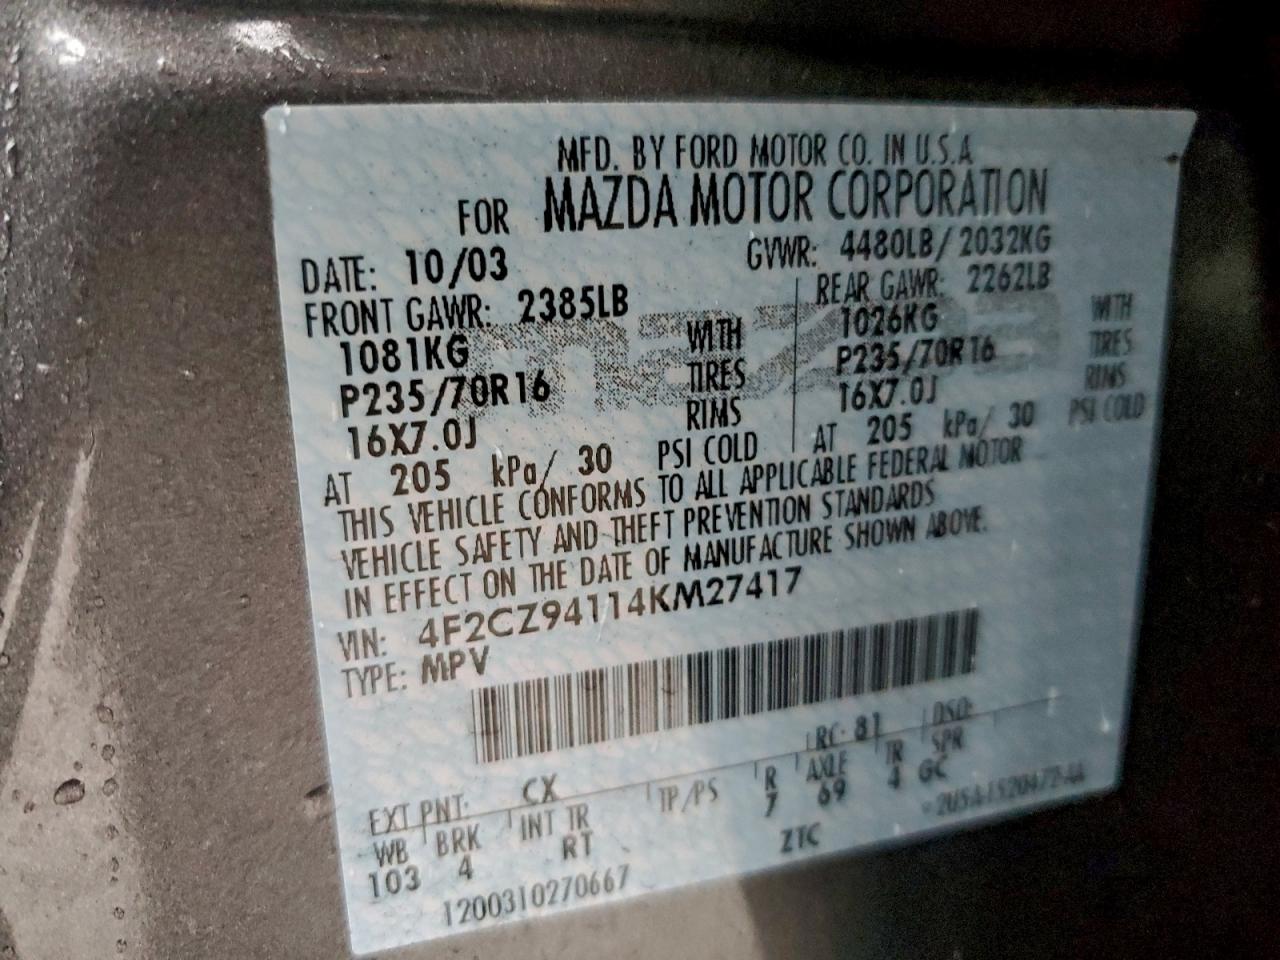 MFD. BY FORD MOTOR CO. IN U.S.A
FOR MAZDA MOTOR CORPORATION
DATE: 10/03 GVWR: 4480LB/2032KG
FRONT GAWR: 2385LB REAR GAWR: 2262LB
1081KG WITH 1026KG WITH
P235/70R16 TIRES P235/70R16 TIRES
16X7.0J RIMS 16X7.0J RIMS
AT 205 kPa/ 30 PSI COLD AT 205 kPa/ 30 PSI COLD
THIS VEHICLE CONFORMS TO ALL APPLICABLE FEDERAL MOTOR
VEHICLE SAFETY AND THEFT PREVENTION STANDARDS
IN EFFECT ON THE DATE OF MANUFACTURE SHOWN ABOVE.
VIN: 4F2CZ94114KM27417
TYPE: MPV
EXT PNT: CX RC: 81 DSO:
WB BRK INT TR TP/PS R AXLE TR SPR
103 4 RT 7 69 4 GC
1200310270667 ZTC